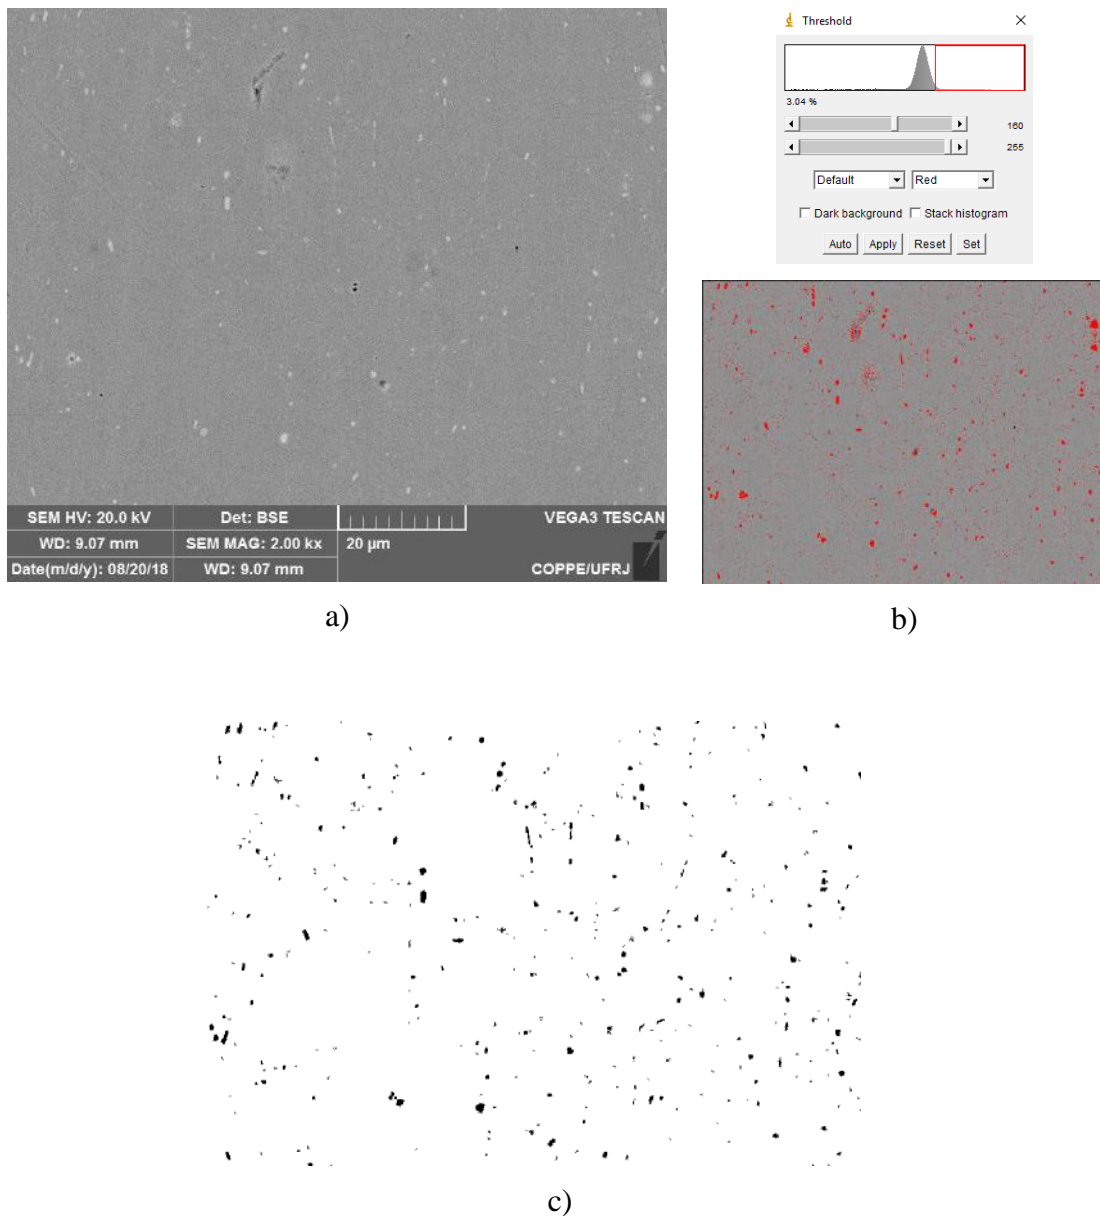 Threshold
3.04 %
160
255
Default Red
Dark background Stack histogram
Auto Apply Reset Set
SEM HV: 20.0 kV Det: BSE VEGA3 TESCAN
WD: 9.07 mm SEM MAG: 2.00 kx 20 µm
Date(m/d/y): 08/20/18 WD: 9.07 mm COPPE/UFRJ
a)
b)
c)